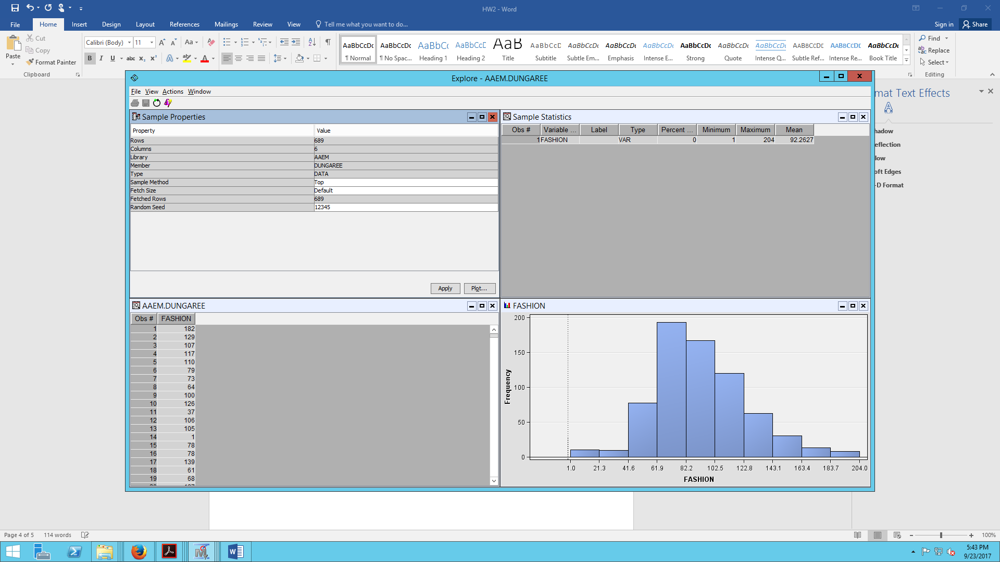 HW2 - Word
File Home Insert Design Layout References Mailings Review View Tell me what you want to do... Sign in Share
Paste
Cut
Copy
Format Painter
Clipboard
Calibri (Body) 11
AaBbCcDc ¶ Normal
AaBbCcDc ¶ No Spac...
AaBbCc Heading 1
AaBbCcD Heading 2
AaB Title
AaBbCcD Subtitle
AaBbCcDc Subtle Em...
AaBbCcDc Emphasis
AaBbCcDc Intense E...
AaBbCcDc Strong
AaBbCcDc Quote
AaBbCcDc Intense Q...
AABBCCDE Subtle Ref...
AABBCCDE Intense Re...
AaBbCcDc Book Title
Find
Replace
Select
Editing
Explore - AAEM.DUNGAREE
File View Actions Window
Sample Properties
Property Value
Rows 689
Columns 6
Library AAEM
Member DUNGAREE
Type DATA
Sample Method Top
Fetch Size Default
Fetched Rows 689
Random Seed 12345
Apply Plot...
Sample Statistics
Obs # Variable ... Label Type Percent ... Minimum Maximum Mean
1 FASHION VAR 0 1 204 92.2627
AAEM.DUNGAREE
Obs # FASHION
1 182
2 129
3 107
4 117
5 110
6 79
7 73
8 64
9 100
10 126
11 37
12 106
13 105
14 1
15 78
16 78
17 139
18 61
19 68
FASHION
Frequency
200
150
100
50
0
1.0 21.3 41.6 61.9 82.2 102.5 122.8 143.1 163.4 183.7 204.0
FASHION
mat Text Effects
hadow
eflection
low
oft Edges
-D Format
Page 4 of 5 114 words
100%
5:43 PM
9/23/2017